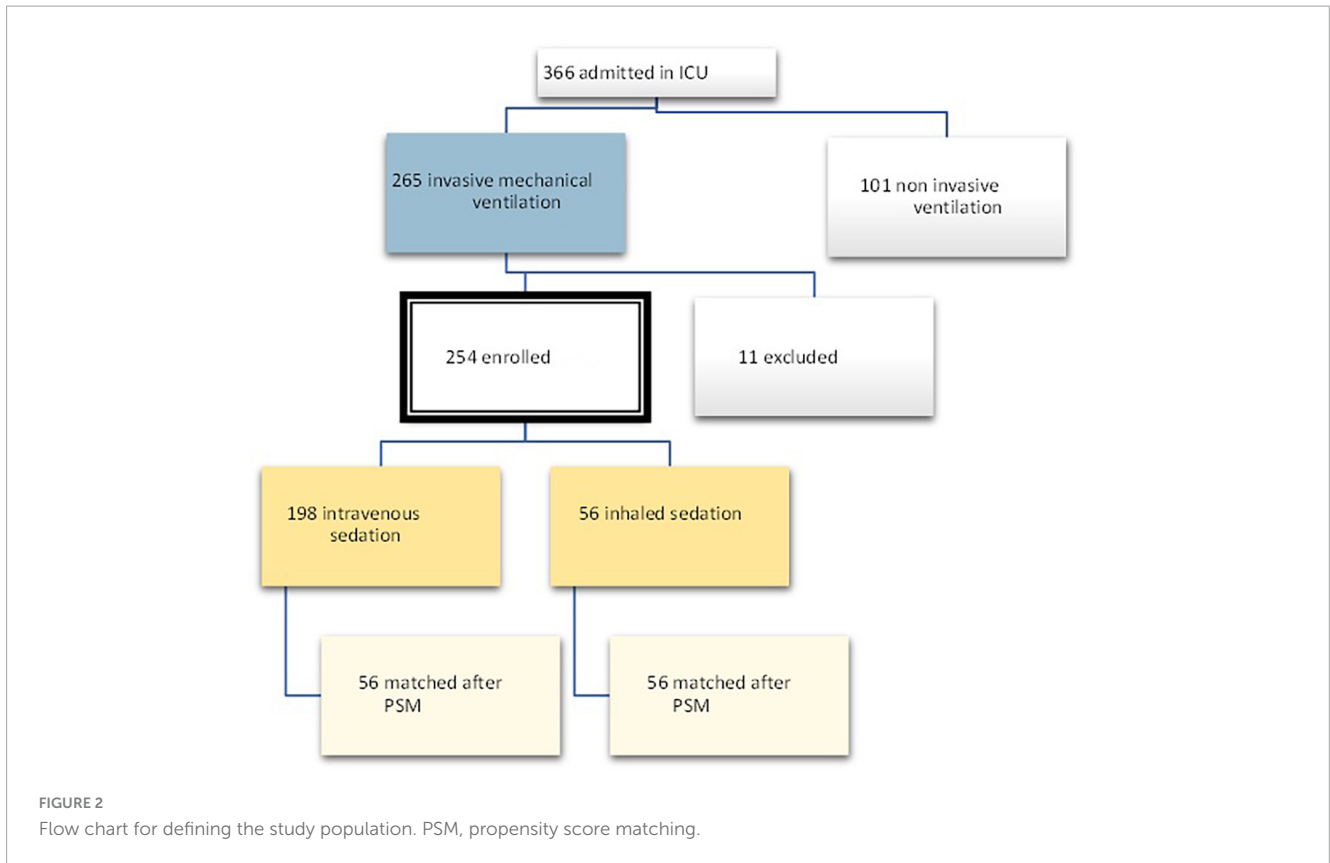 366 admitted in ICU
265 invasive mechanical
ventilation
101 non invasive
ventilation
254 enrolled
11 excluded
198 intravenous
sedation
56 inhaled sedation
56 matched after
PSM
56 matched after
PSM
FIGURE 2
Flow chart for defining the study population. PSM, propensity score matching.